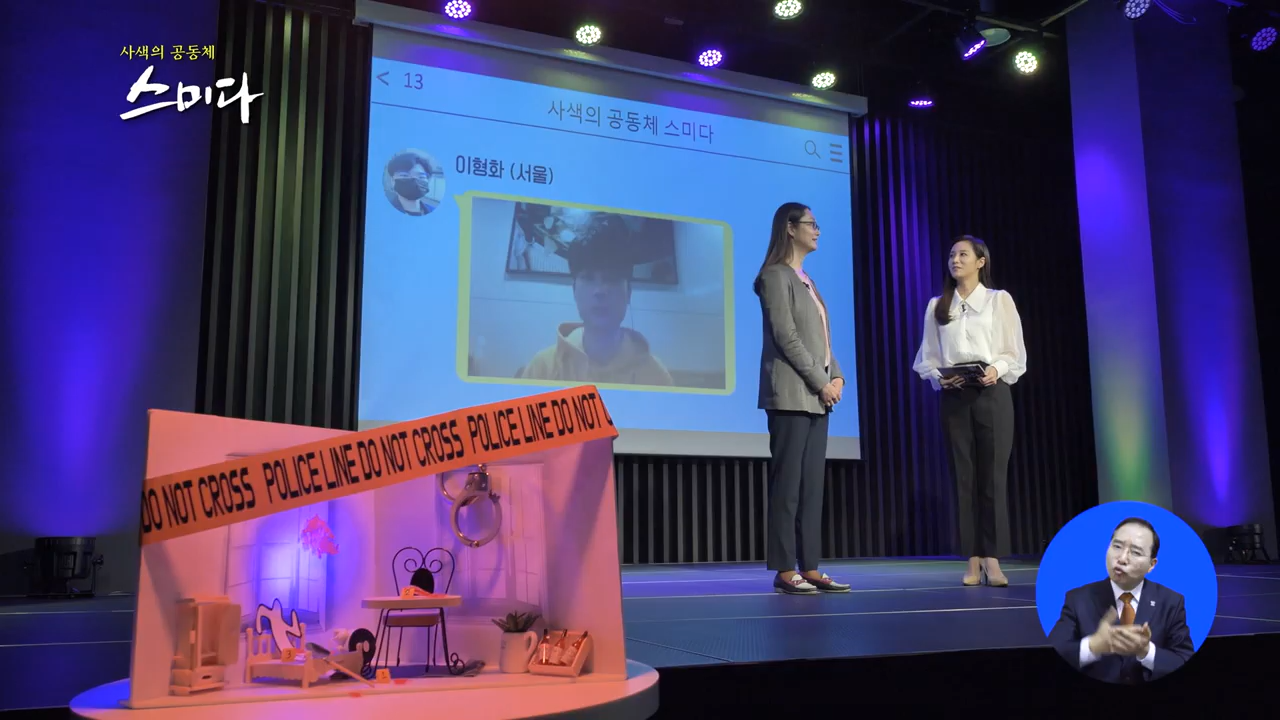 사색의 공동체
스미다
< 13
사색의 공동체 스미다
이형화 (서울)
DO NOT CROSS POLICE LINE DO NOT CROSS POLICE LINE DO NOT C